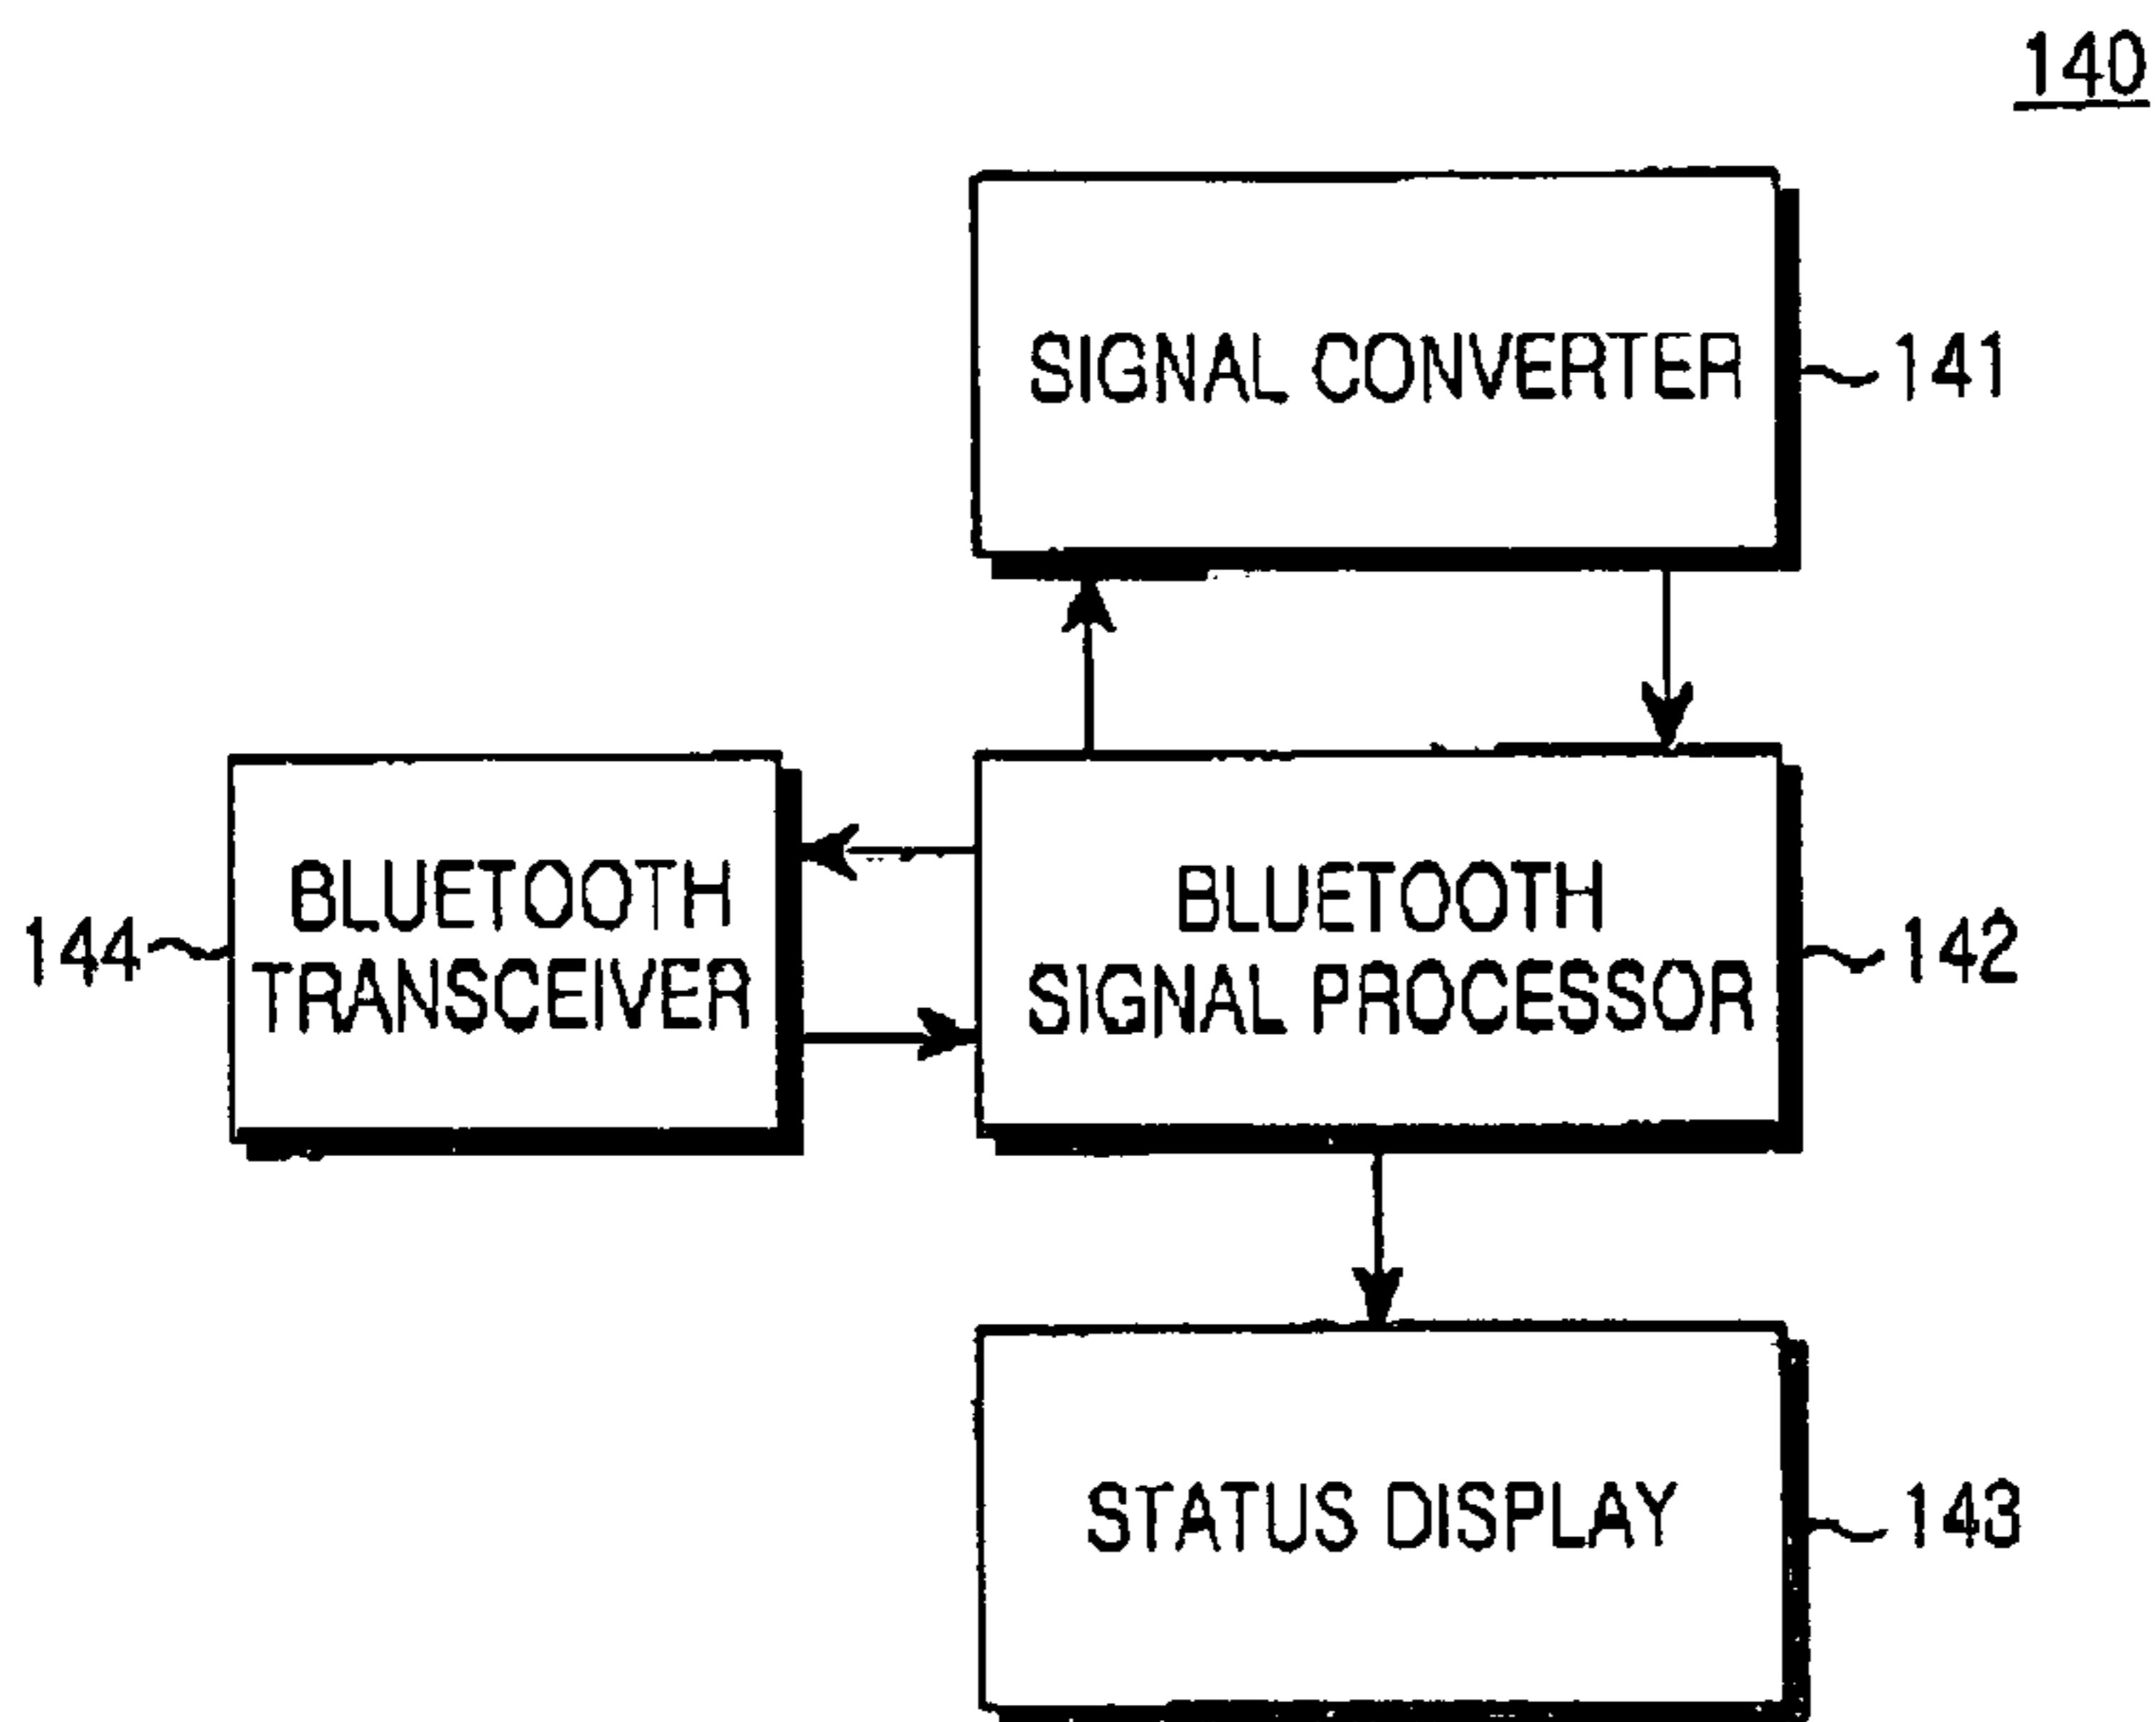 140
SIGNAL CONVERTER
141
BLUETOOTH
TRANSCEIVER
144
BLUETOOTH
SIGNAL PROCESSOR
142
STATUS DISPLAY
143